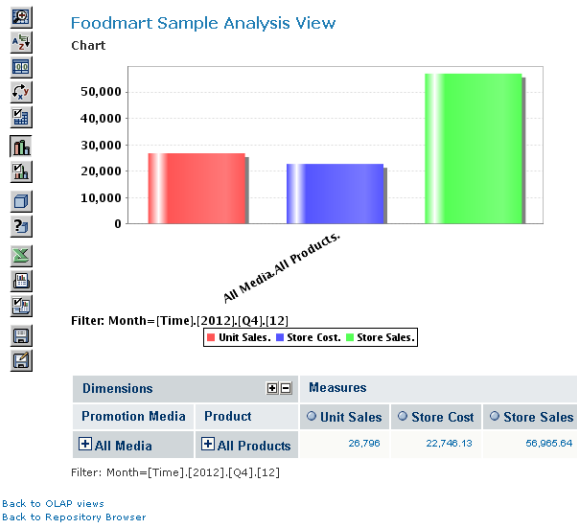 Foodmart Sample Analysis View
Chart
50,000
40,000
30,000
20,000
10,000
0
All Media.All Products.
Filter: Month=[Time].[2012].[Q4].[12]
Unit Sales. Store Cost. Store Sales.
Dimensions Measures
Promotion Media Product Unit Sales Store Cost Store Sales
All Media All Products 26,796 22,746.13 56,965.64
Filter: Month=[Time].[2012].[Q4].[12]
Back to OLAP views
Back to Repository Browser